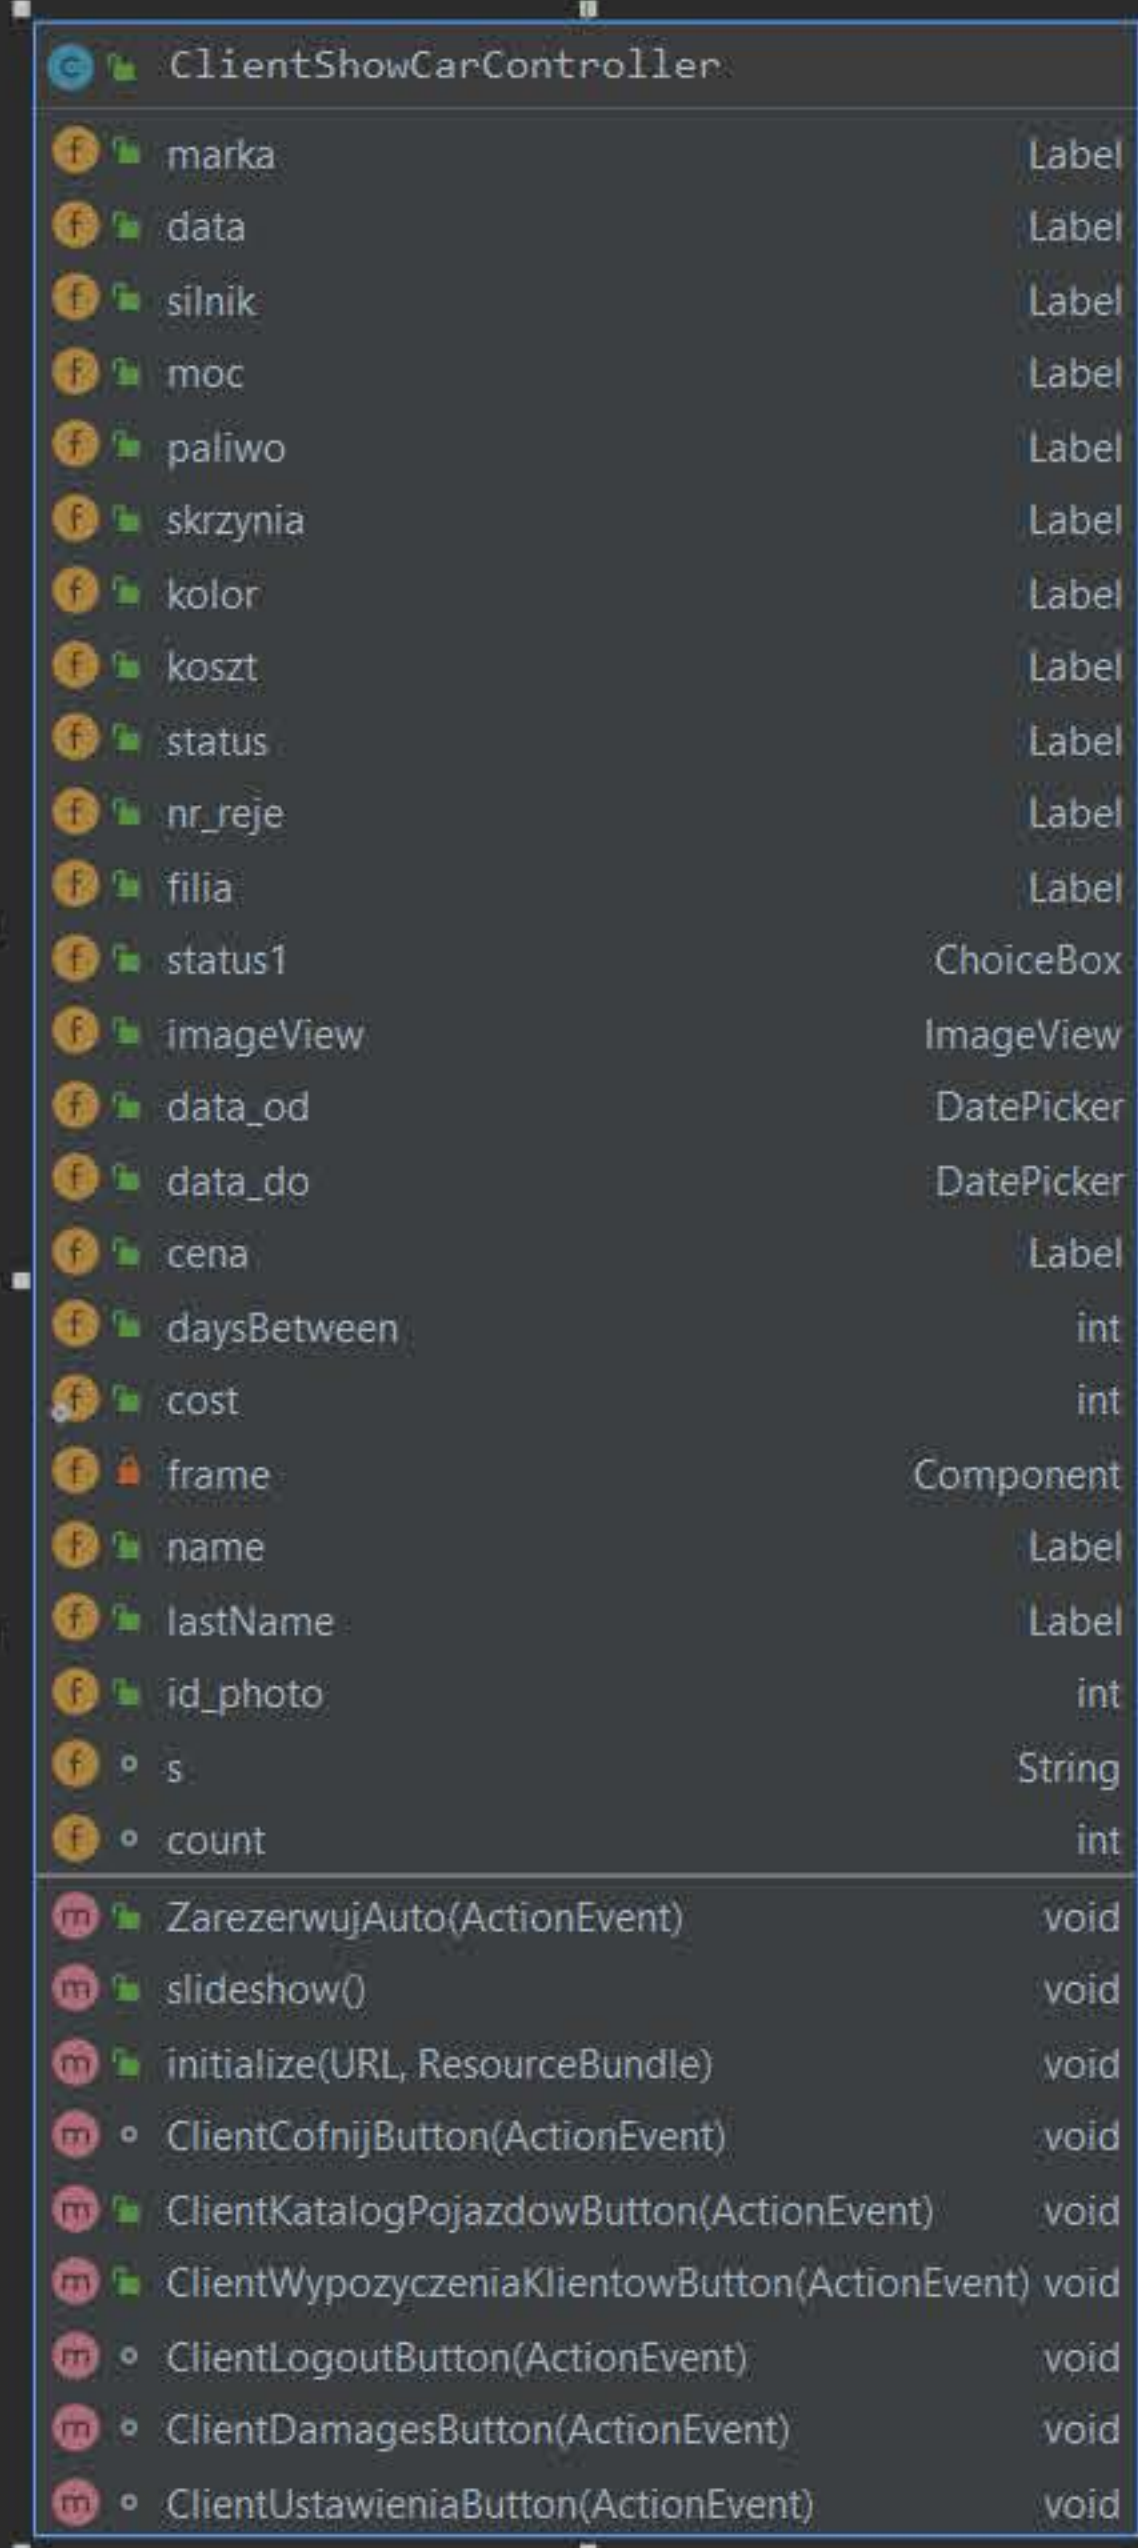 ClientShowCarController
marka Label
data Label
silnik Label
moc Label
paliwo Label
skrzynia Label
kolor Label
koszt Label
status Label
nr_reje Label
filia Label
status1 ChoiceBox
imageView ImageView
data_od DatePicker
data_do DatePicker
cena Label
daysBetween int
cost int
frame Component
name Label
lastName Label
id_photo int
s String
count int
ZarezerwujAuto(ActionEvent) void
slideshow() void
initialize(URL, ResourceBundle) void
ClientCofnijButton(ActionEvent) void
ClientKatalogPojazdowButton(ActionEvent) void
ClientWypozyczeniaKlientowButton(ActionEvent) void
ClientLogoutButton(ActionEvent) void
ClientDamagesButton(ActionEvent) void
ClientUstawieniaButton(ActionEvent) void